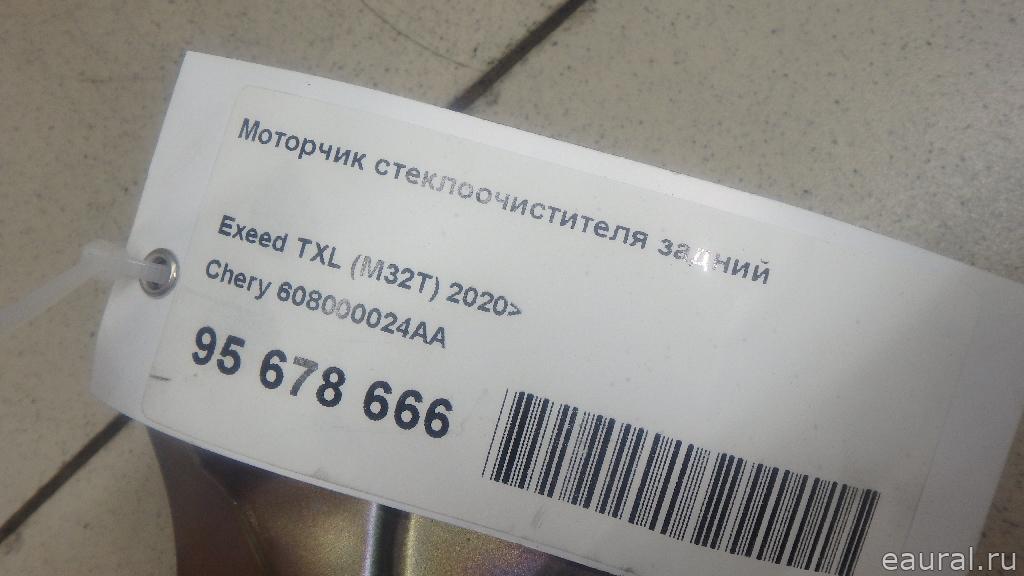 Моторчик стеклоочистителя задний
Exeed TXL (M32T) 2020>
Chery 608000024AA
95 678 666
eaural.ru